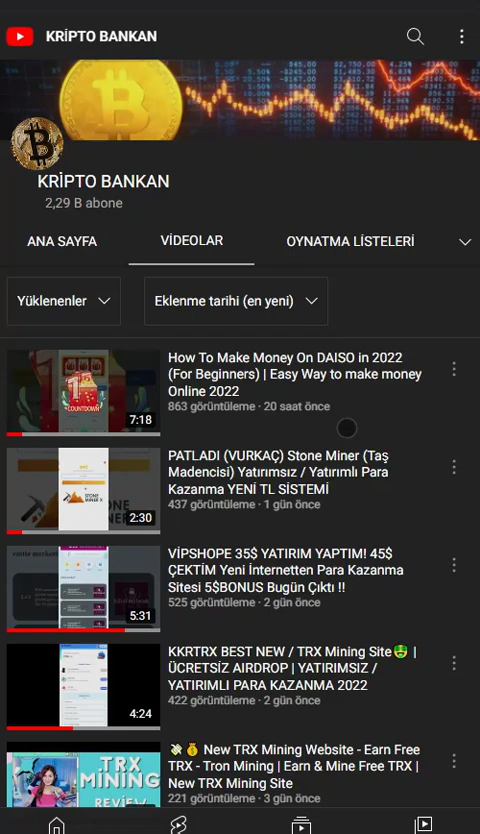 KRİPTO BANKAN
KRİPTO BANKAN
2,29 B abone
ANA SAYFA
VİDEOLAR
OYNATMA LİSTELERİ
Yüklenenler
Eklenme tarihi (en yeni)
COUNTDOWN
7:18
How To Make Money On DAISO in 2022
(For Beginners) | Easy Way to make money
Online 2022
863 görüntüleme · 20 saat önce
STONE
MINER X
2:30
PATLADI (VURKAÇ) Stone Miner (Taş
Madencisi) Yatırımsız / Yatırımlı Para
Kazanma YENİ TL SİSTEMİ
437 görüntüleme · 1 gün önce
5:31
VİPSHOPE 35$ YATIRIM YAPTIM! 45$
ÇEKTİM Yeni İnternetten Para Kazanma
Sitesi 5$BONUS Bugün Çıktı !!
525 görüntüleme · 2 gün önce
4:24
KKRTRX BEST NEW / TRX Mining Site🤑 |
ÜCRETSİZ AIRDROP | YATIRIMSIZ /
YATIRIMLI PARA KAZANMA 2022
422 görüntüleme · 2 gün önce
TRX
MINING
REVİEW
💸💰 New TRX Mining Website - Earn Free
TRX - Tron Mining | Earn & Mine Free TRX |
New TRX Mining Site
221 görüntüleme · 3 gün önce